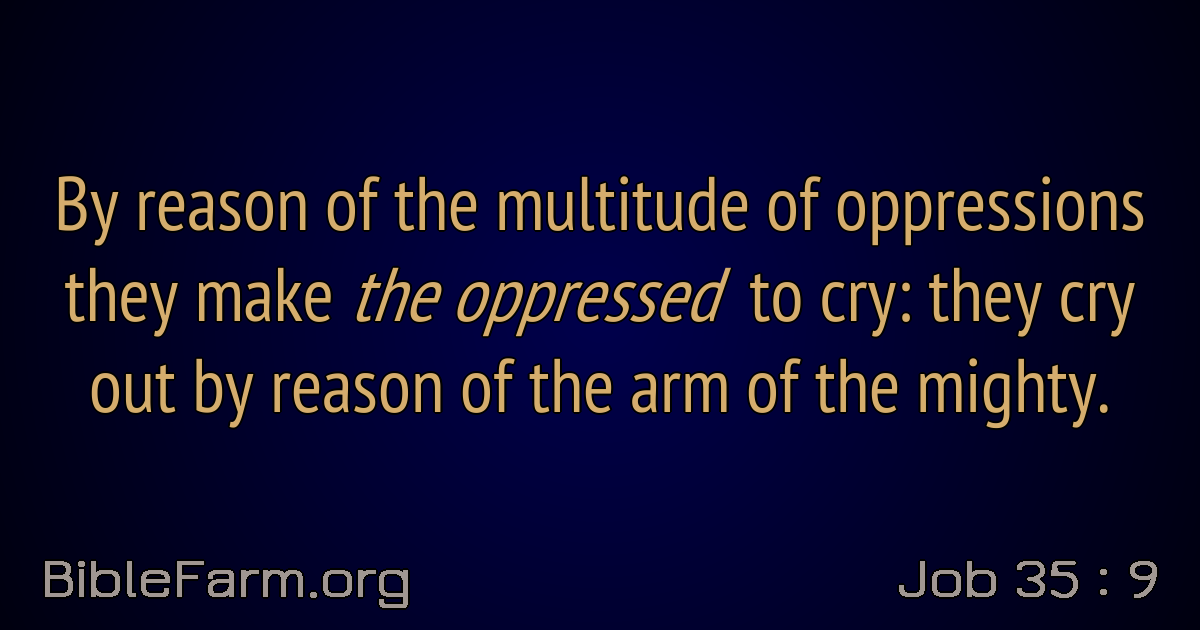 By reason of the multitude of oppressions
they make the oppressed to cry: they cry
out by reason of the arm of the mighty.
BibleFarm.org
Job 35 : 9